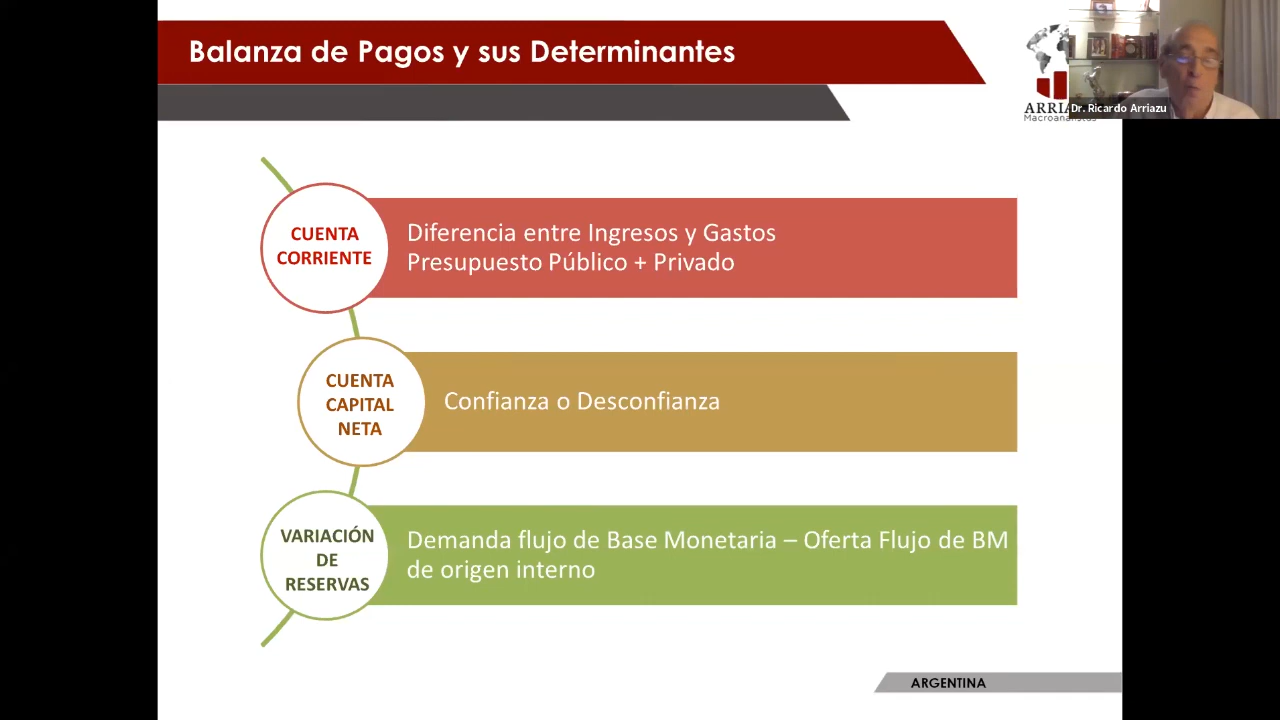 Balanza de Pagos y sus Determinantes
ARRIA
Macroanalistas
Dr. Ricardo Arriazu
CUENTA
CORRIENTE
Diferencia entre Ingresos y Gastos
Presupuesto Público + Privado
CUENTA
CAPITAL
NETA
Confianza o Desconfianza
VARIACIÓN
DE
RESERVAS
Demanda flujo de Base Monetaria – Oferta Flujo de BM
de origen interno
ARGENTINA